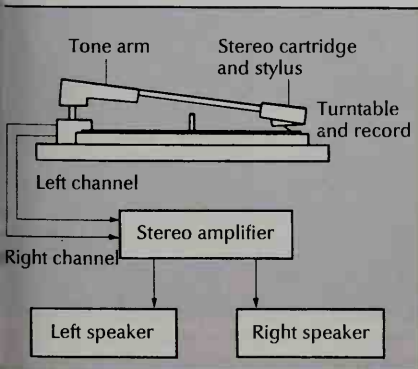 Tone arm
Stereo cartridge
and stylus
Turntable
and record
Left channel
Right channel
Stereo amplifier
Left speaker
Right speaker